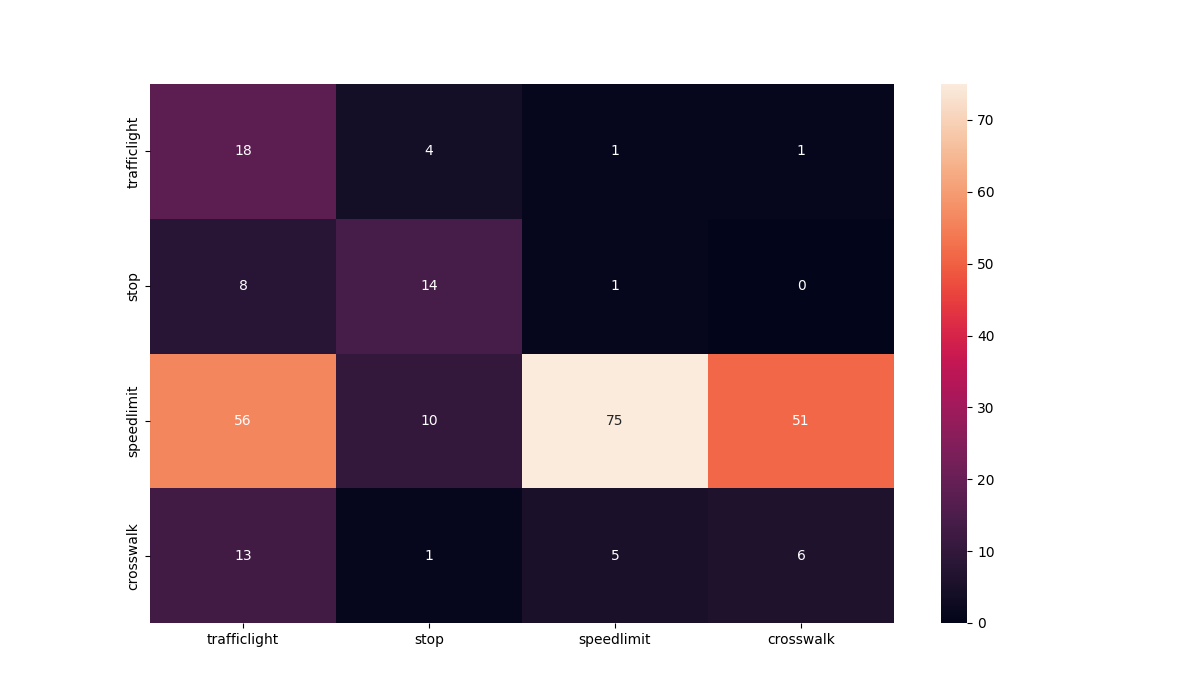 trafficlight 18 4 1 1
stop 8 14 1 0
speedlimit 56 10 75 51
crosswalk 13 1 5 6
trafficlight stop speedlimit crosswalk
70
60
50
40
30
20
10
0